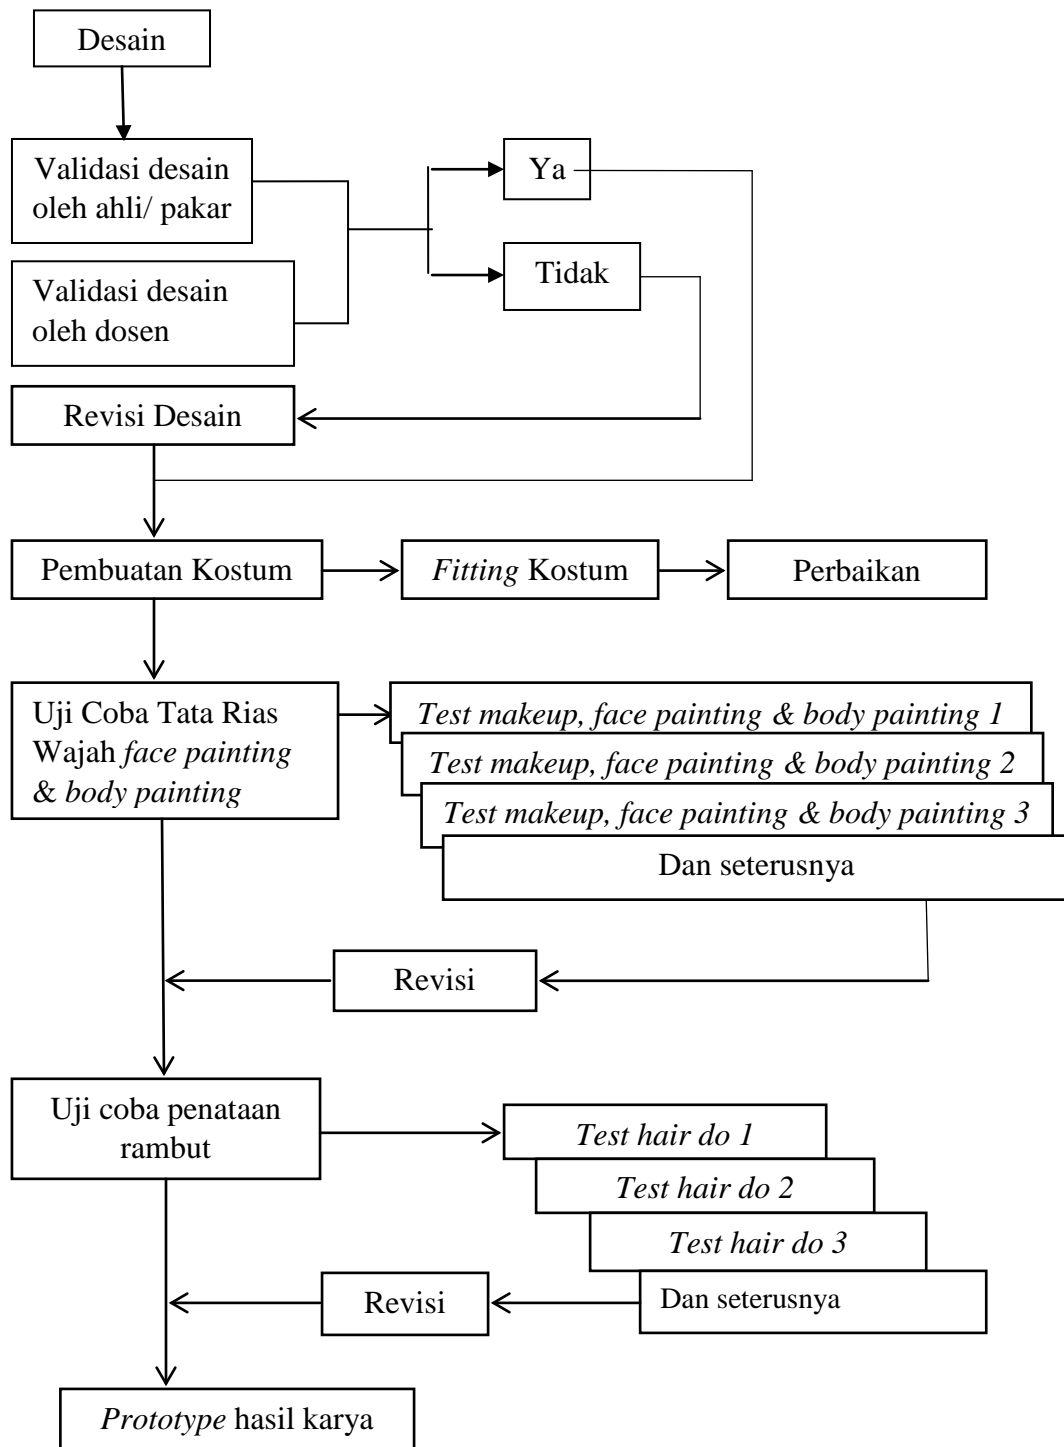 Desain
Validasi desain
oleh ahli/ pakar
Ya
Tidak
Validasi desain
oleh dosen
Revisi Desain
Pembuatan Kostum
Fitting Kostum
Perbaikan
Uji Coba Tata Rias
Wajah face painting
& body painting
Test makeup, face painting & body painting 1
Test makeup, face painting & body painting 2
Test makeup, face painting & body painting 3
Dan seterusnya
Revisi
Uji coba penataan
rambut
Test hair do 1
Test hair do 2
Test hair do 3
Dan seterusnya
Revisi
Prototype hasil karya